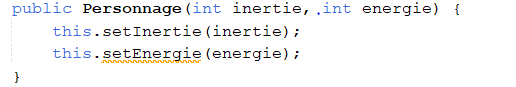 public Personnage(int inertie, int energie) {
this.setInertie(inertie);
this.setEnergie(energie);
}